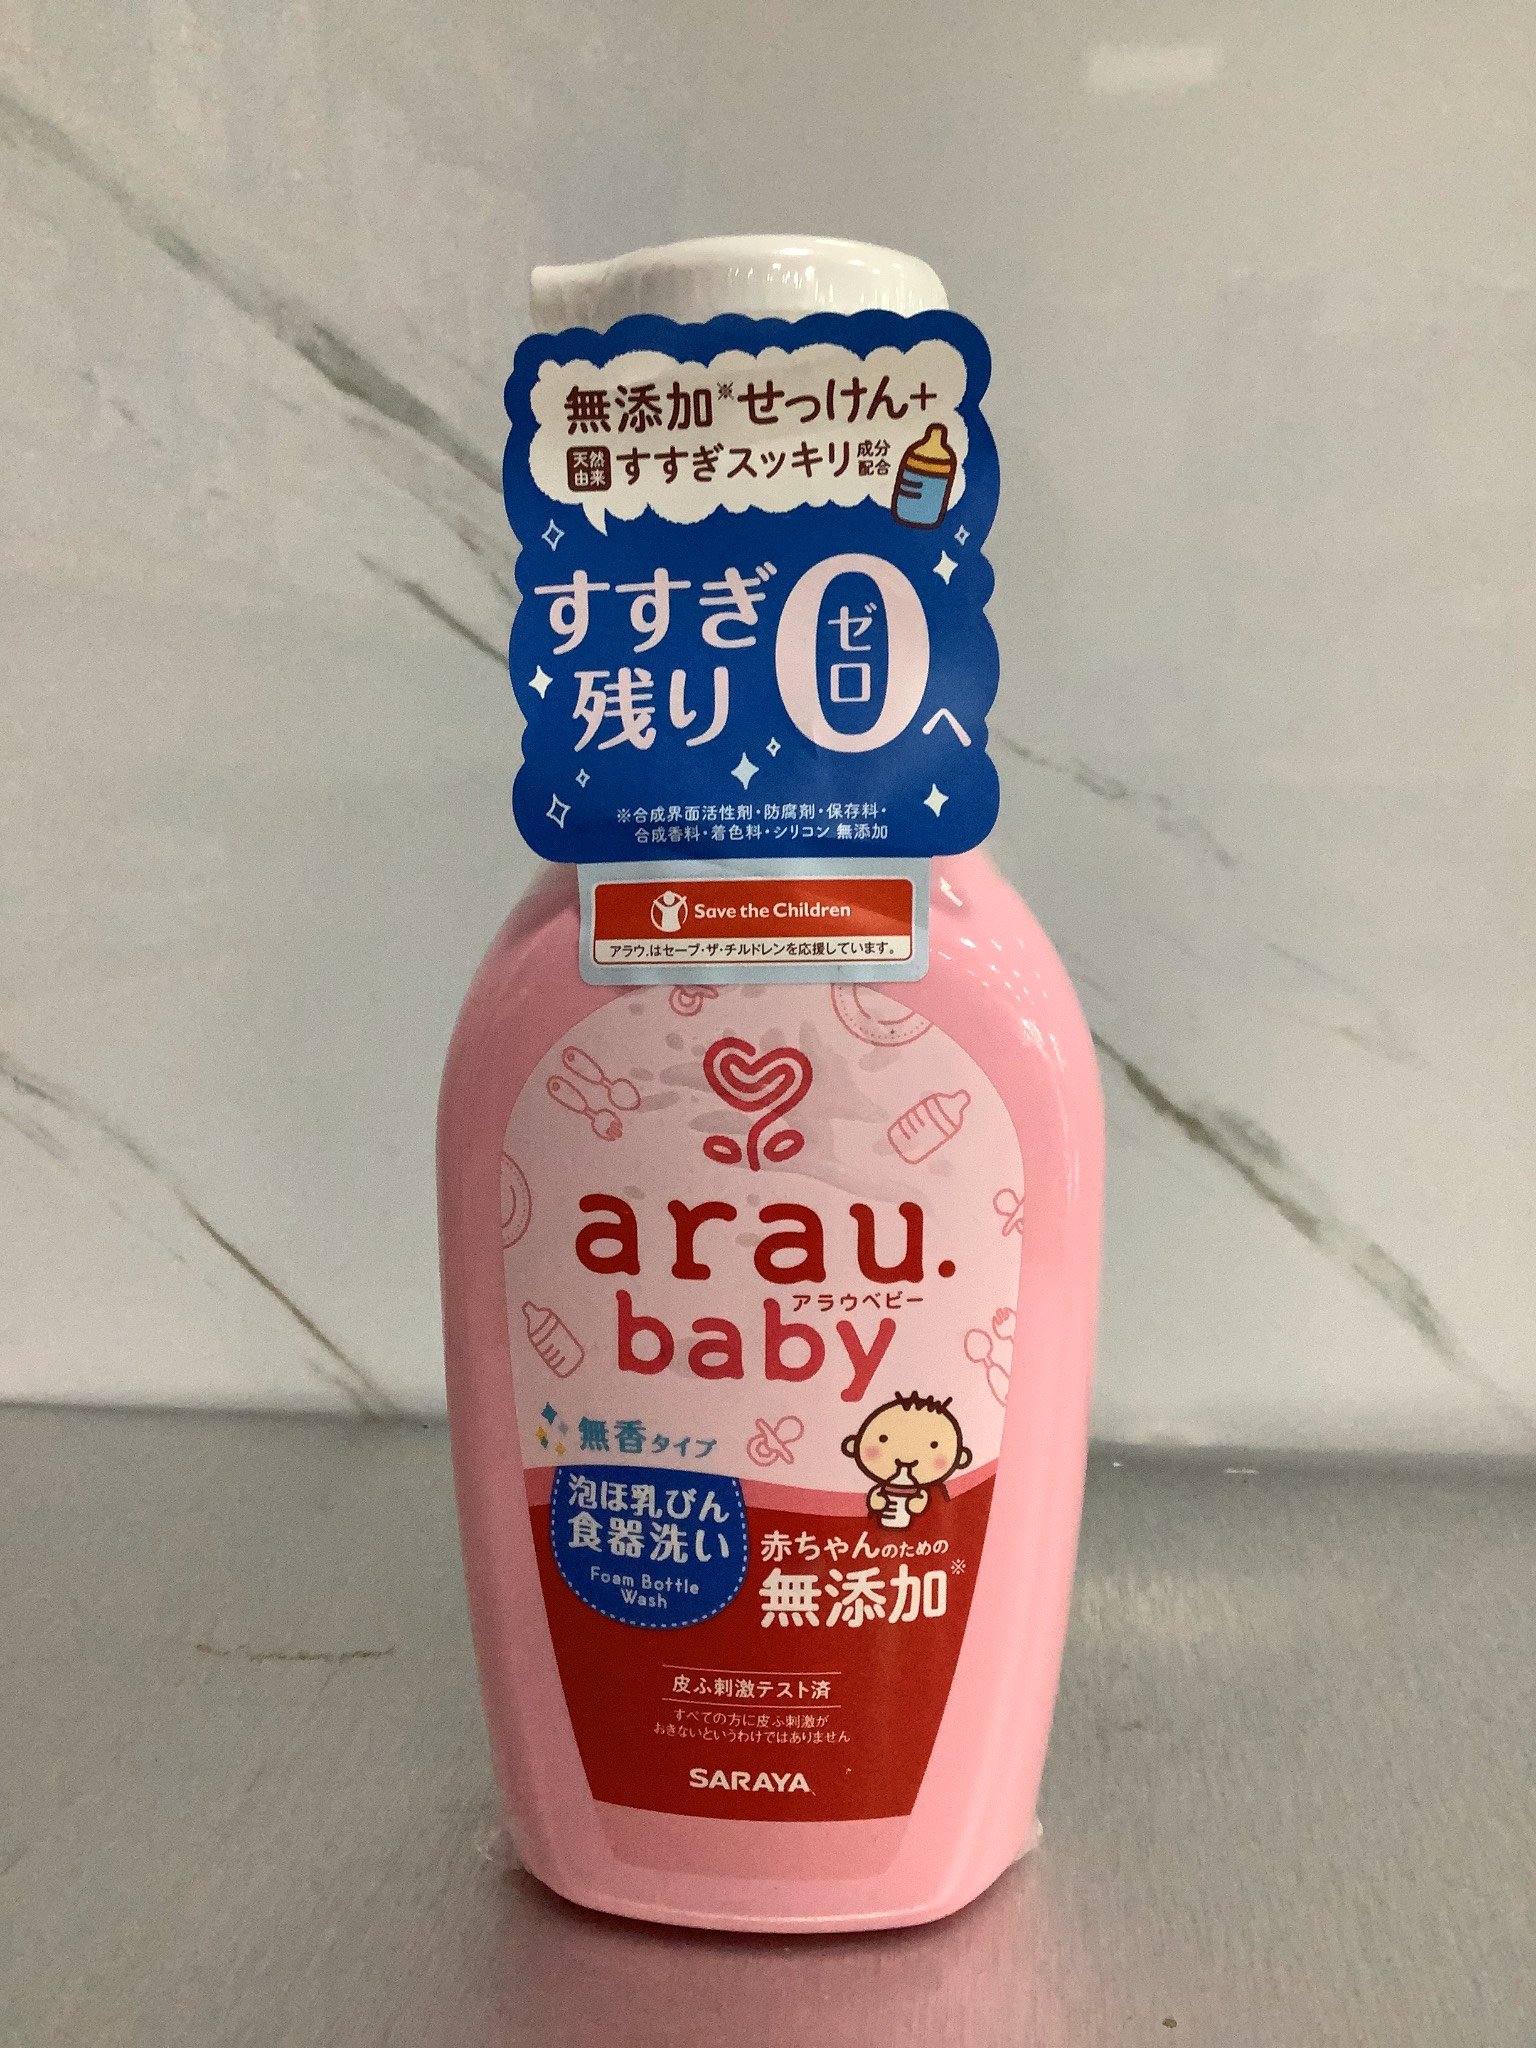 無添加※せっけん+
天然由来 すすぎスッキリ 成分配合
すすぎ
残り
0
ゼロ
へ
※合成界面活性剤・防腐剤・保存料・
合成香料・着色料・シリコン 無添加
Save the Children
アラウ.はセーブ・ザ・チルドレンを応援しています。
arau.
アラウベビー
baby
無香タイプ
泡ほ乳びん
食器洗い
Foam Bottle
Wash
赤ちゃんのための
無添加※
皮ふ刺激テスト済
すべての方に皮ふ刺激が
おきないというわけではありません
SARAYA